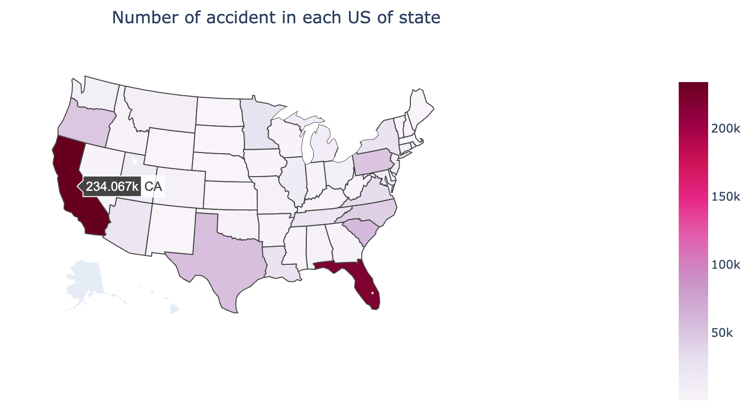 Number of accident in each US of state
200k
234.067k CA
150k
100k
50k